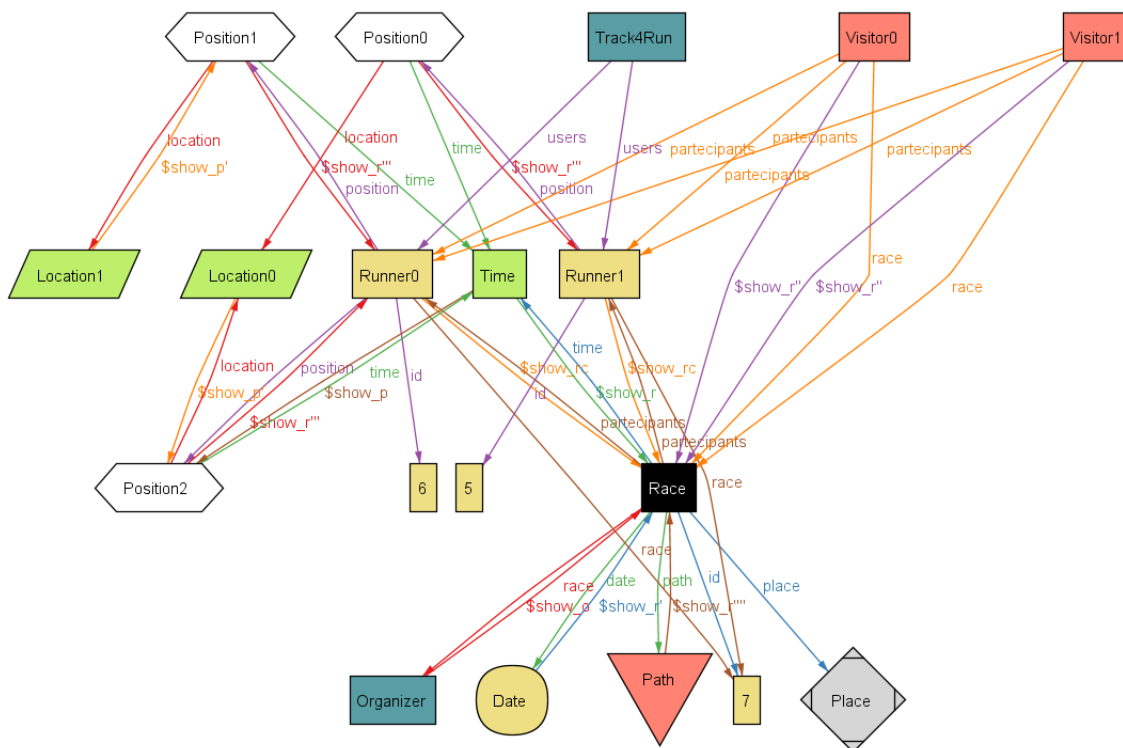 Position1
Position0
Track4Run
Visitor0
Visitor1
location
$show_p'
location
time
users
users
partecipants
partecipants
partecipants
$show_r'''
position
$show_r'''
position
time
Location1
Location0
Runner0
Time
Runner1
race
$show_r''
$show_r''
race
location
$show_p
position
id
time
$show_p
$show_r'''
time
$show_rc
$show_r
$show_rc
id
partecipants
partecipants
Position2
6
5
Race
race
race
race
$show_o
date
$show_r'
path
$show_r''''
id
place
Organizer
Date
Path
7
Place